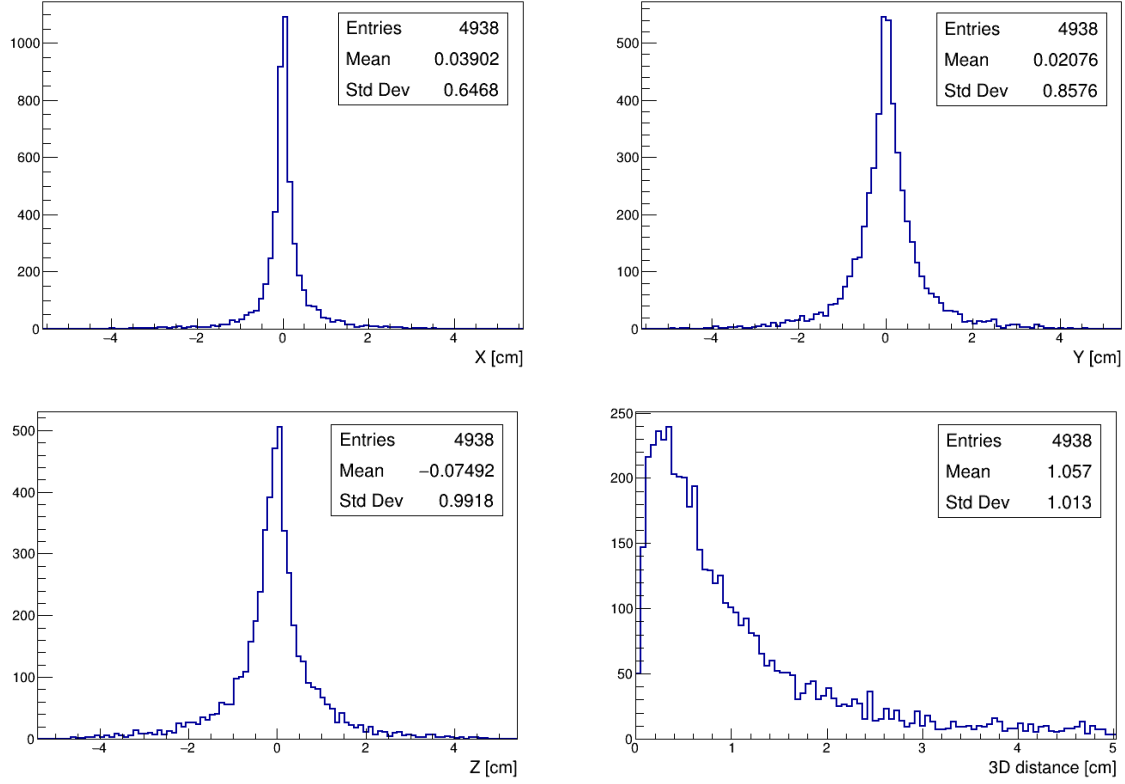 Entries 4938
Mean 0.03902
Std Dev 0.6468
1000
800
600
400
200
0
−4 −2 0 2 4
X [cm]
Entries 4938
Mean 0.02076
Std Dev 0.8576
500
400
300
200
100
0
−4 −2 0 2 4
Y [cm]
Entries 4938
Mean −0.07492
Std Dev 0.9918
500
400
300
200
100
0
−4 −2 0 2 4
Z [cm]
Entries 4938
Mean 1.057
Std Dev 1.013
250
200
150
100
50
0
0 1 2 3 4 5
3D distance [cm]